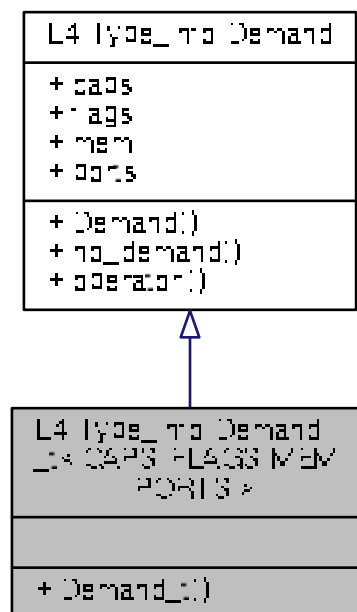 L4::Type_info::Demand
+ caps
+ flags
+ mem
+ ports
+ Demand()
+ no_demand()
+ operator|()
L4::Type_info::Demand
_t< CAPS, FLAGS, MEM,
PORTS >
+ Demand_t()